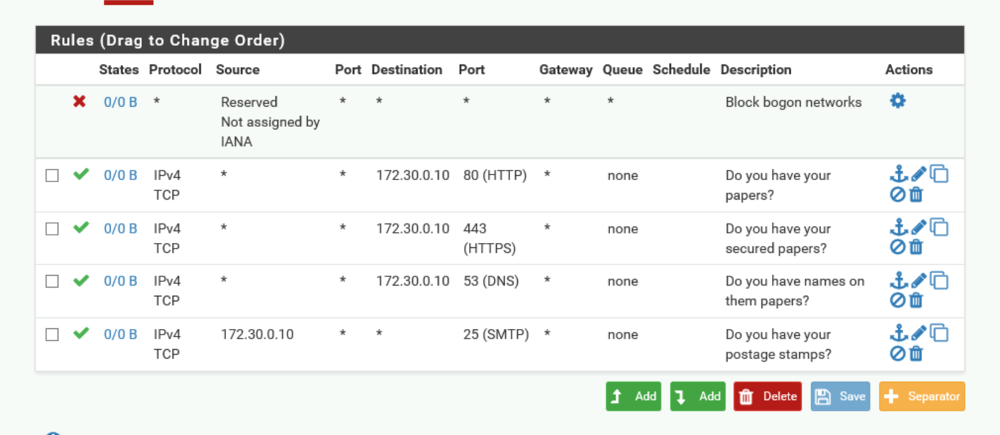 Rules (Drag to Change Order)
States Protocol Source Port Destination Port Gateway Queue Schedule Description Actions
0/0 B * Reserved * * * * * Block bogon networks
Not assigned by
IANA
0/0 B IPv4 * * 172.30.0.10 80 (HTTP) * none Do you have your
TCP papers?
0/0 B IPv4 * * 172.30.0.10 443 * none Do you have your
TCP (HTTPS) secured papers?
0/0 B IPv4 * * 172.30.0.10 53 (DNS) * none Do you have names on
TCP them papers?
0/0 B IPv4 172.30.0.10 * * 25 (SMTP) * none Do you have your
TCP postage stamps?
Add Add Delete Save Separator